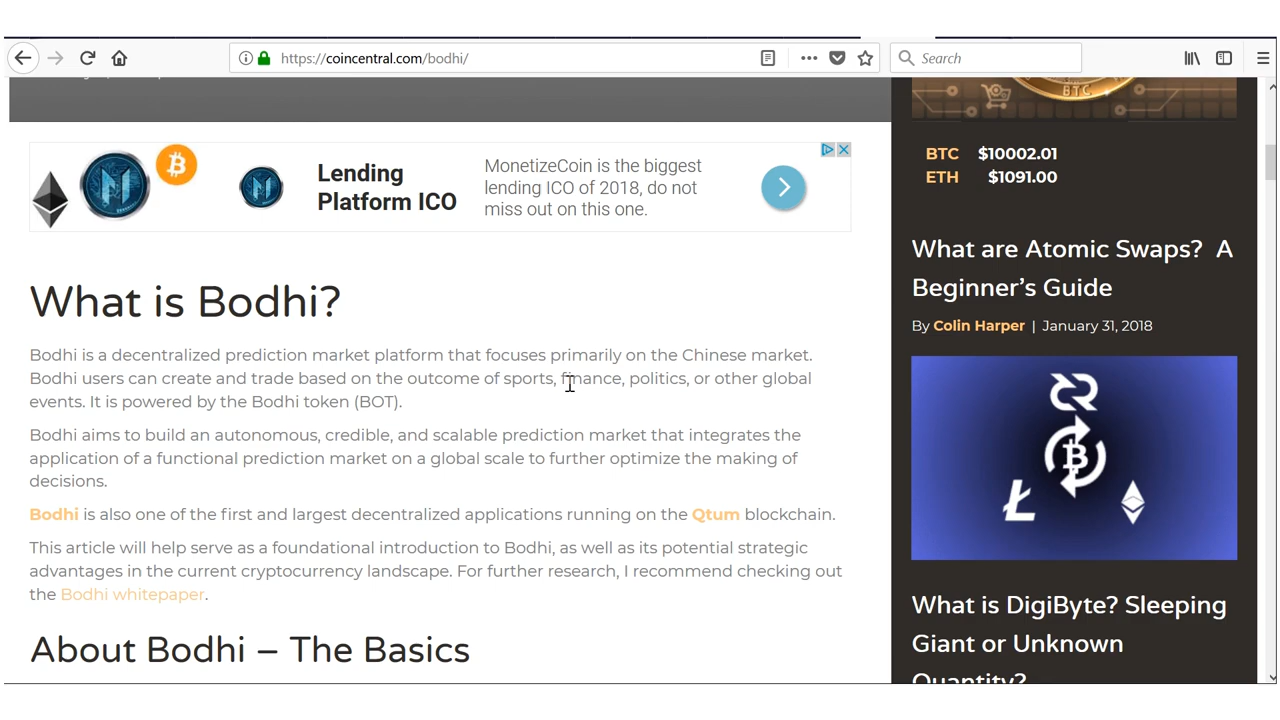 https://coincentral.com/bodhi/
Search
BTC
BTC $10002.01
ETH $1091.00
Lending
Platform ICO
MonetizeCoin is the biggest
lending ICO of 2018, do not
miss out on this one.
What is Bodhi?
Bodhi is a decentralized prediction market platform that focuses primarily on the Chinese market.
Bodhi users can create and trade based on the outcome of sports, finance, politics, or other global
events. It is powered by the Bodhi token (BOT).
Bodhi aims to build an autonomous, credible, and scalable prediction market that integrates the
application of a functional prediction market on a global scale to further optimize the making of
decisions.
Bodhi is also one of the first and largest decentralized applications running on the Qtum blockchain.
This article will help serve as a foundational introduction to Bodhi, as well as its potential strategic
advantages in the current cryptocurrency landscape. For further research, I recommend checking out
the Bodhi whitepaper.
About Bodhi – The Basics
What are Atomic Swaps? A
Beginner's Guide
By Colin Harper | January 31, 2018
What is DigiByte? Sleeping
Giant or Unknown
Quantity?